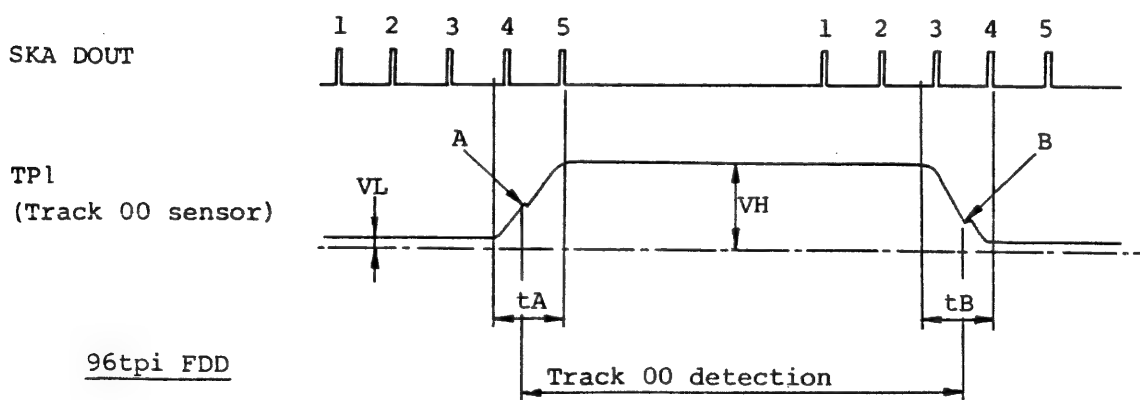 1 2 3 4 5 1 2 3 4 5
SKA DOUT
A B
TP1
(Track 00 sensor)
VL
VH
tA tB
96tpi FDD
Track 00 detection